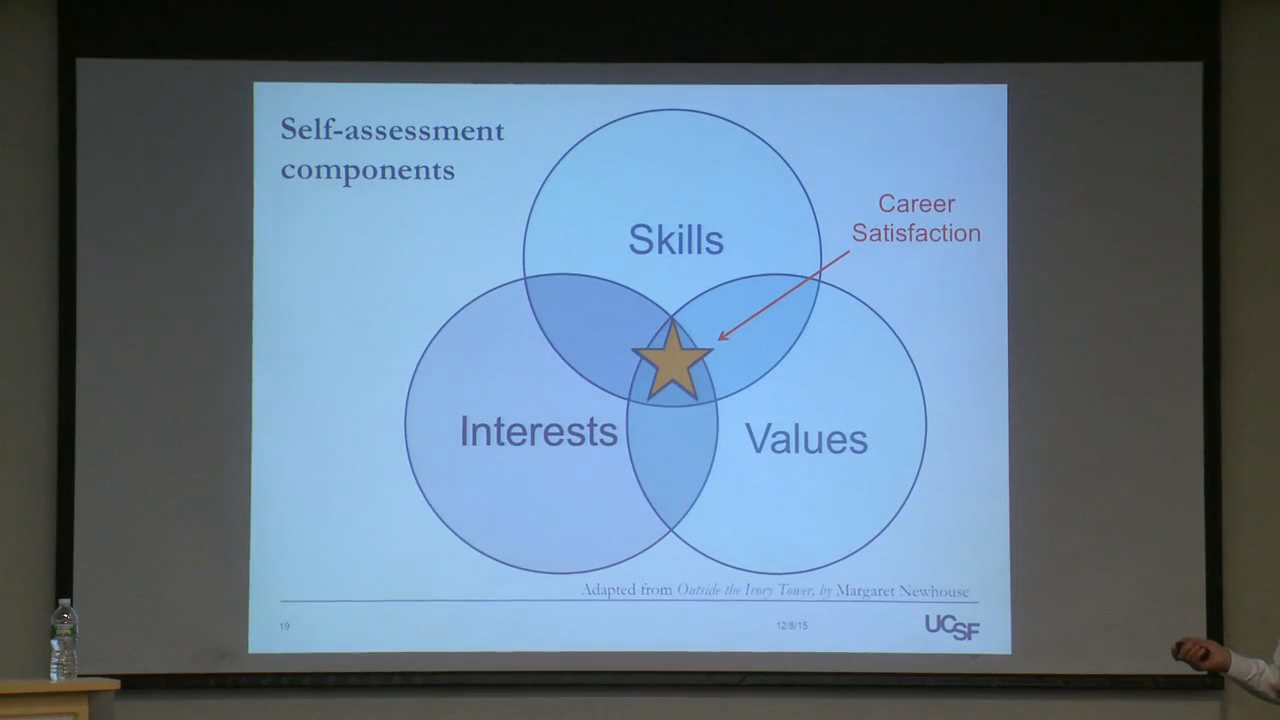 Self-assessment
components
Skills
Career
Satisfaction
Interests
Values
Adapted from Outside the Ivory Tower, by Margaret Newhouse
19
12/8/15
UCSF